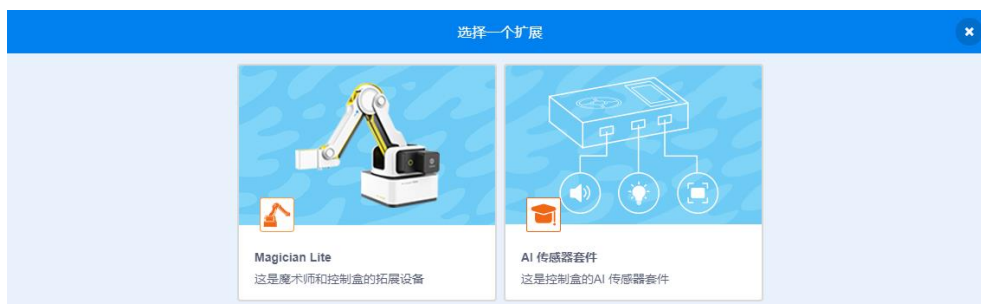 选择一个扩展
Magician Lite
这是魔术师和控制盒的拓展设备
AI 传感器套件
这是控制盒的AI 传感器套件